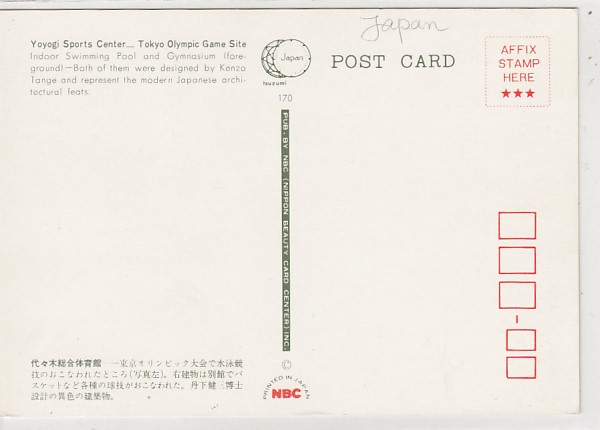 Japan
Yoyogi Sports Center.... Tokyo Olympic Game Site
Indoor Swimming Pool and Gymnasium (fore-
ground)—Both of them were designed by Kenzo
Tange and represent the modern Japanese archi-
tectural feats.
Japan
tsuzumi
170
POST CARD
AFFIX
STAMP
HERE
★★★
PUB. BY NBC (NIPPON BEAUTY CARD CENTER) INC.
代々木総合体育館——東京オリンピック大会で水泳競
技のおこなわれたところ(写真左)。右建物は別館でバ
スケットなど各種の球技がおこなわれた。丹下健三博士
設計の異色の建築物。
©
PRINTED IN JAPAN
NBC